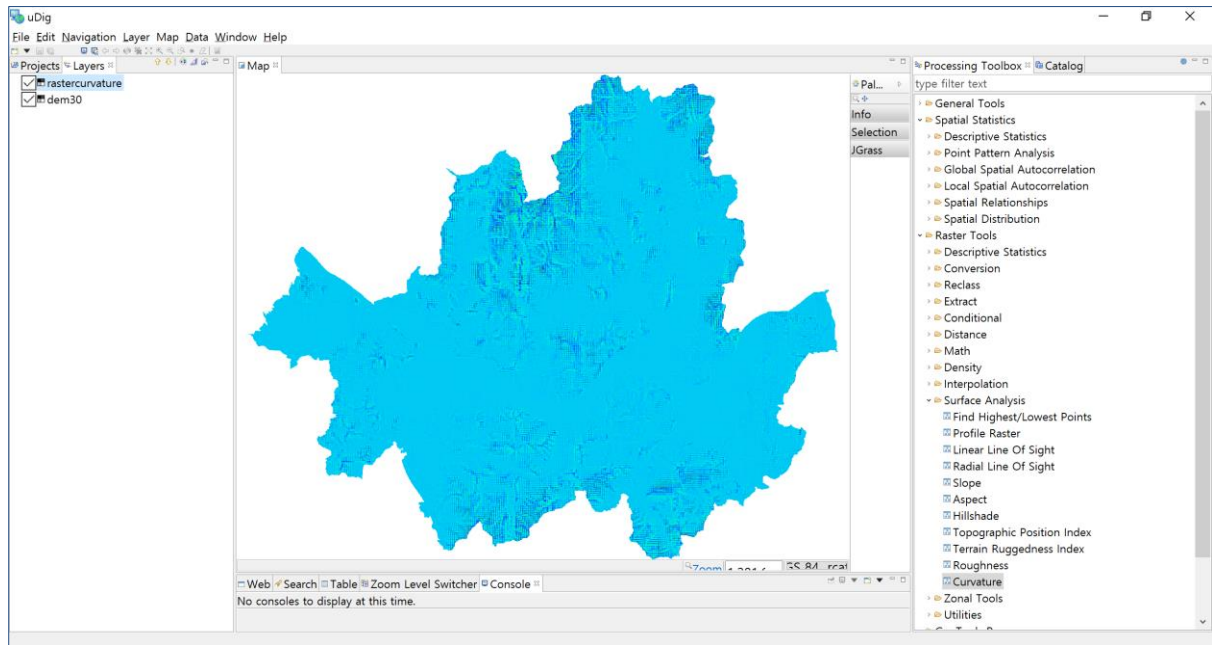 uDig
File Edit Navigation Layer Map Data Window Help
Projects Layers
rastercurvature
dem30
Map
Pal...
Info
Selection
JGrass
Zoom
Web Search Table Zoom Level Switcher Console
No consoles to display at this time.
Processing Toolbox Catalog
type filter text
General Tools
Spatial Statistics
Descriptive Statistics
Point Pattern Analysis
Global Spatial Autocorrelation
Local Spatial Autocorrelation
Spatial Relationships
Spatial Distribution
Raster Tools
Descriptive Statistics
Conversion
Reclass
Extract
Conditional
Distance
Math
Density
Interpolation
Surface Analysis
Find Highest/Lowest Points
Profile Raster
Linear Line Of Sight
Radial Line Of Sight
Slope
Aspect
Hillshade
Topographic Position Index
Terrain Ruggedness Index
Roughness
Curvature
Zonal Tools
Utilities